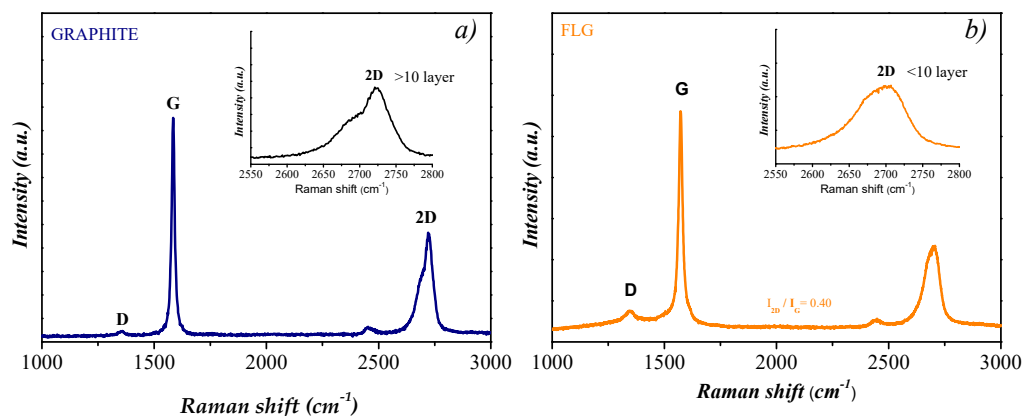 GRAPHITE
a)
2D
>10 layer
Intensity (a.u.)
2550 2600 2650 2700 2750 2800
Raman shift (cm⁻¹)
G
2D
D
Intensity (a.u.)
1000 1500 2000 2500 3000
Raman shift (cm⁻¹)
FLG
b)
2D
<10 layer
Intensity (a.u.)
2550 2600 2650 2700 2750 2800
Raman shift (cm⁻¹)
G
D
I₂D / I_G = 0.40
Intensity (a.u.)
1000 1500 2000 2500 3000
Raman shift (cm⁻¹)